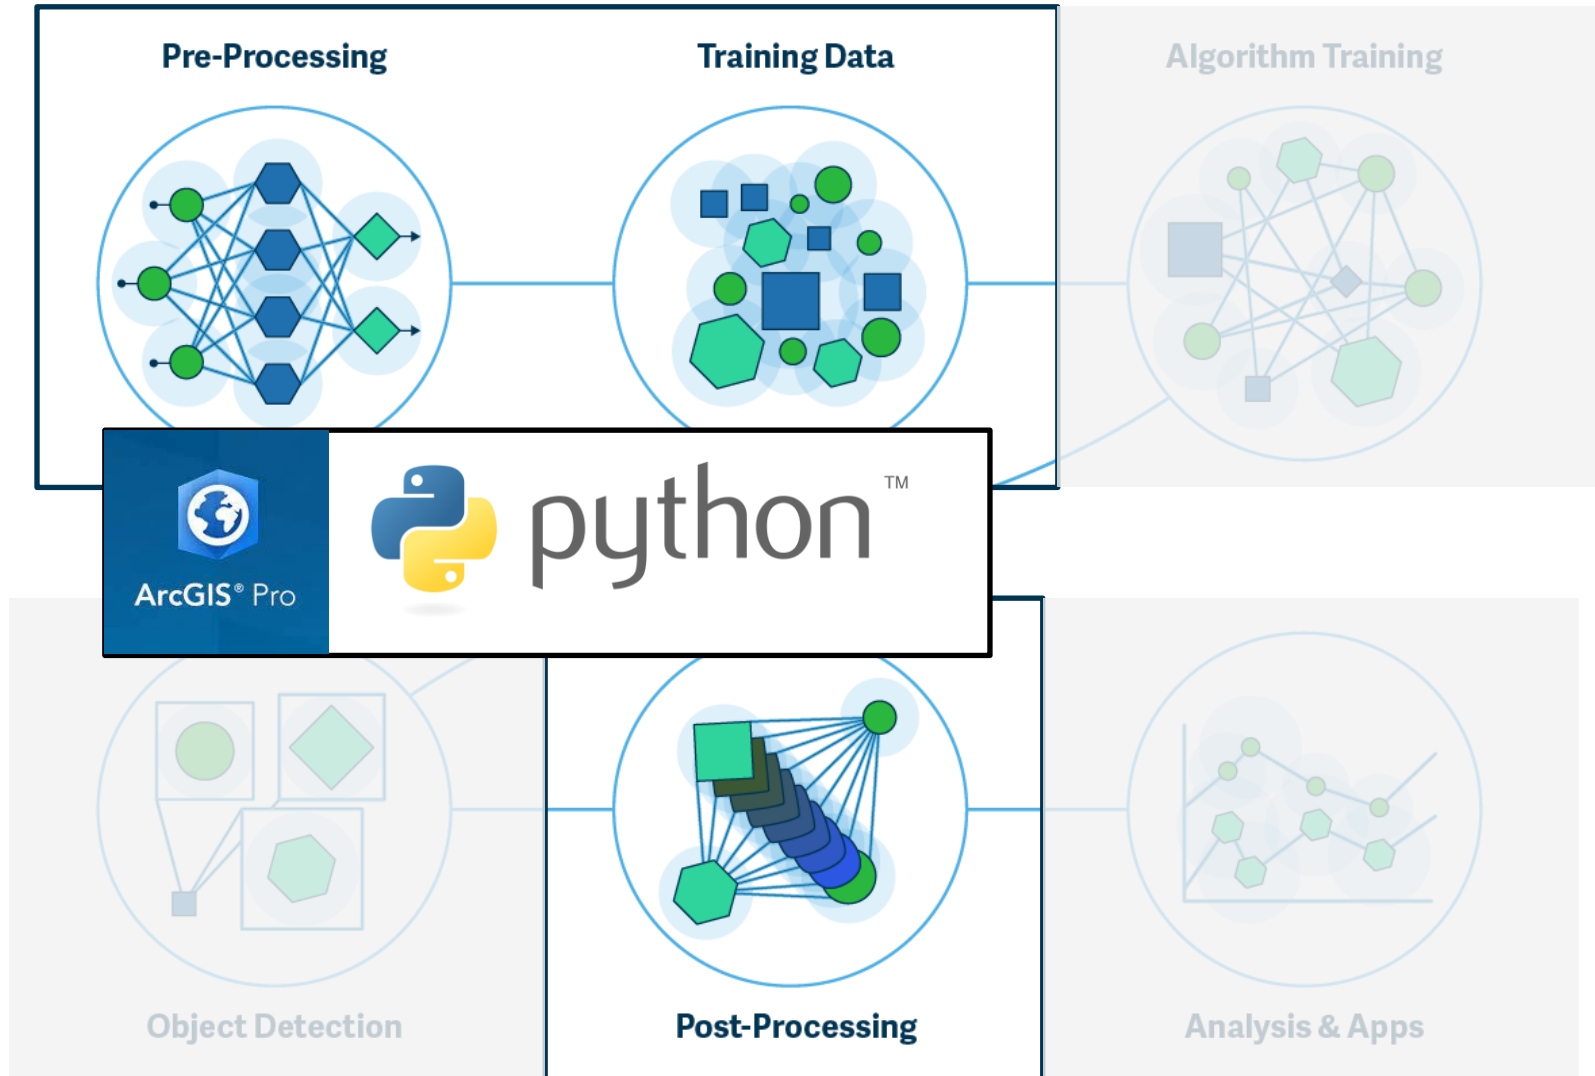 Pre-Processing
Training Data
Algorithm Training
ArcGIS® Pro
python™
Object Detection
Post-Processing
Analysis & Apps